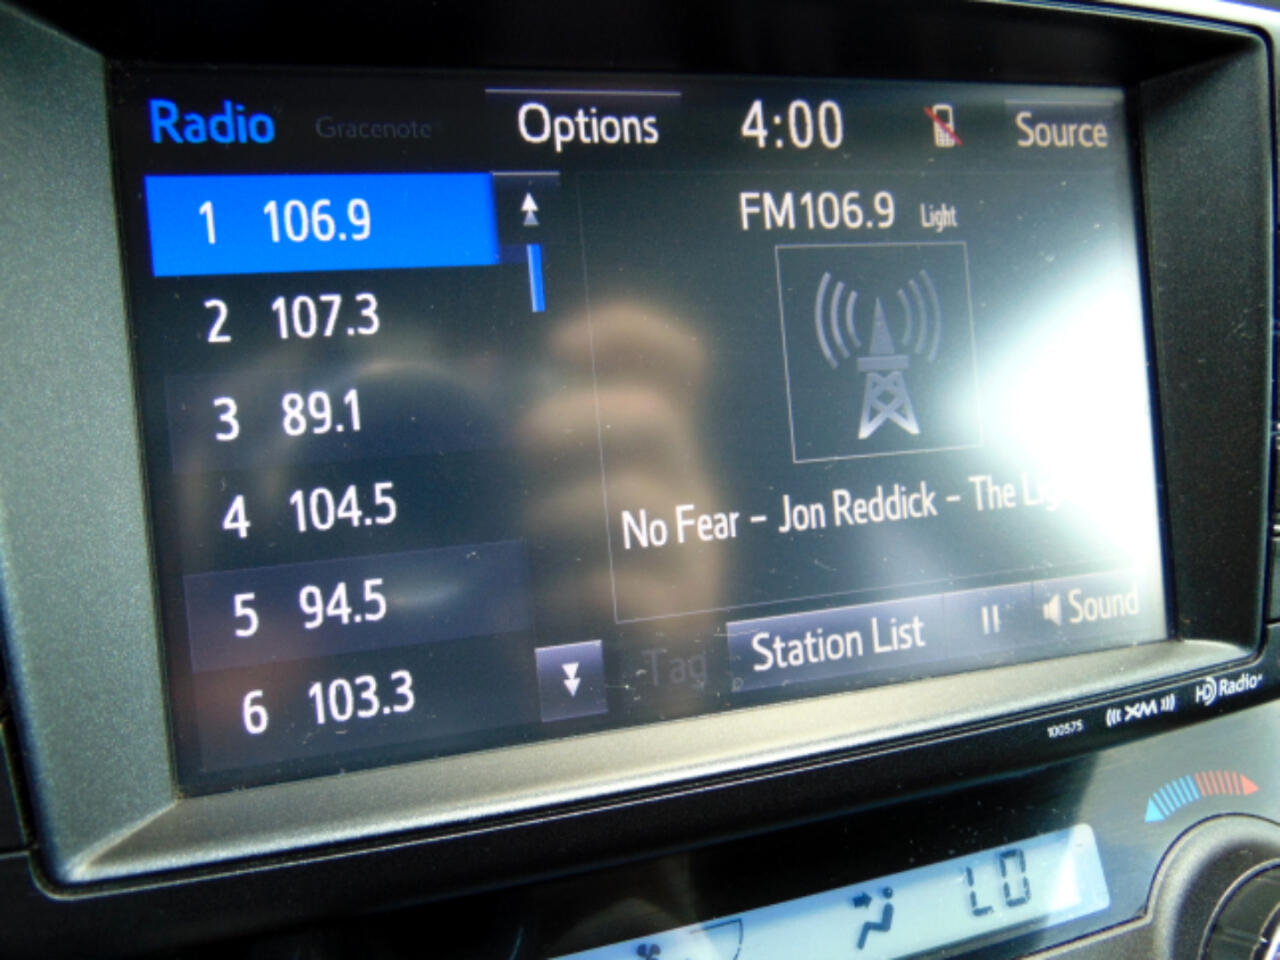 Radio Gracenote Options 4:00 Source
1 106.9
2 107.3
3 89.1
4 104.5
5 94.5
6 103.3
FM 106.9 Light
No Fear - Jon Reddick - The
Tag Station List Sound
100575 XM HD Radio
LO